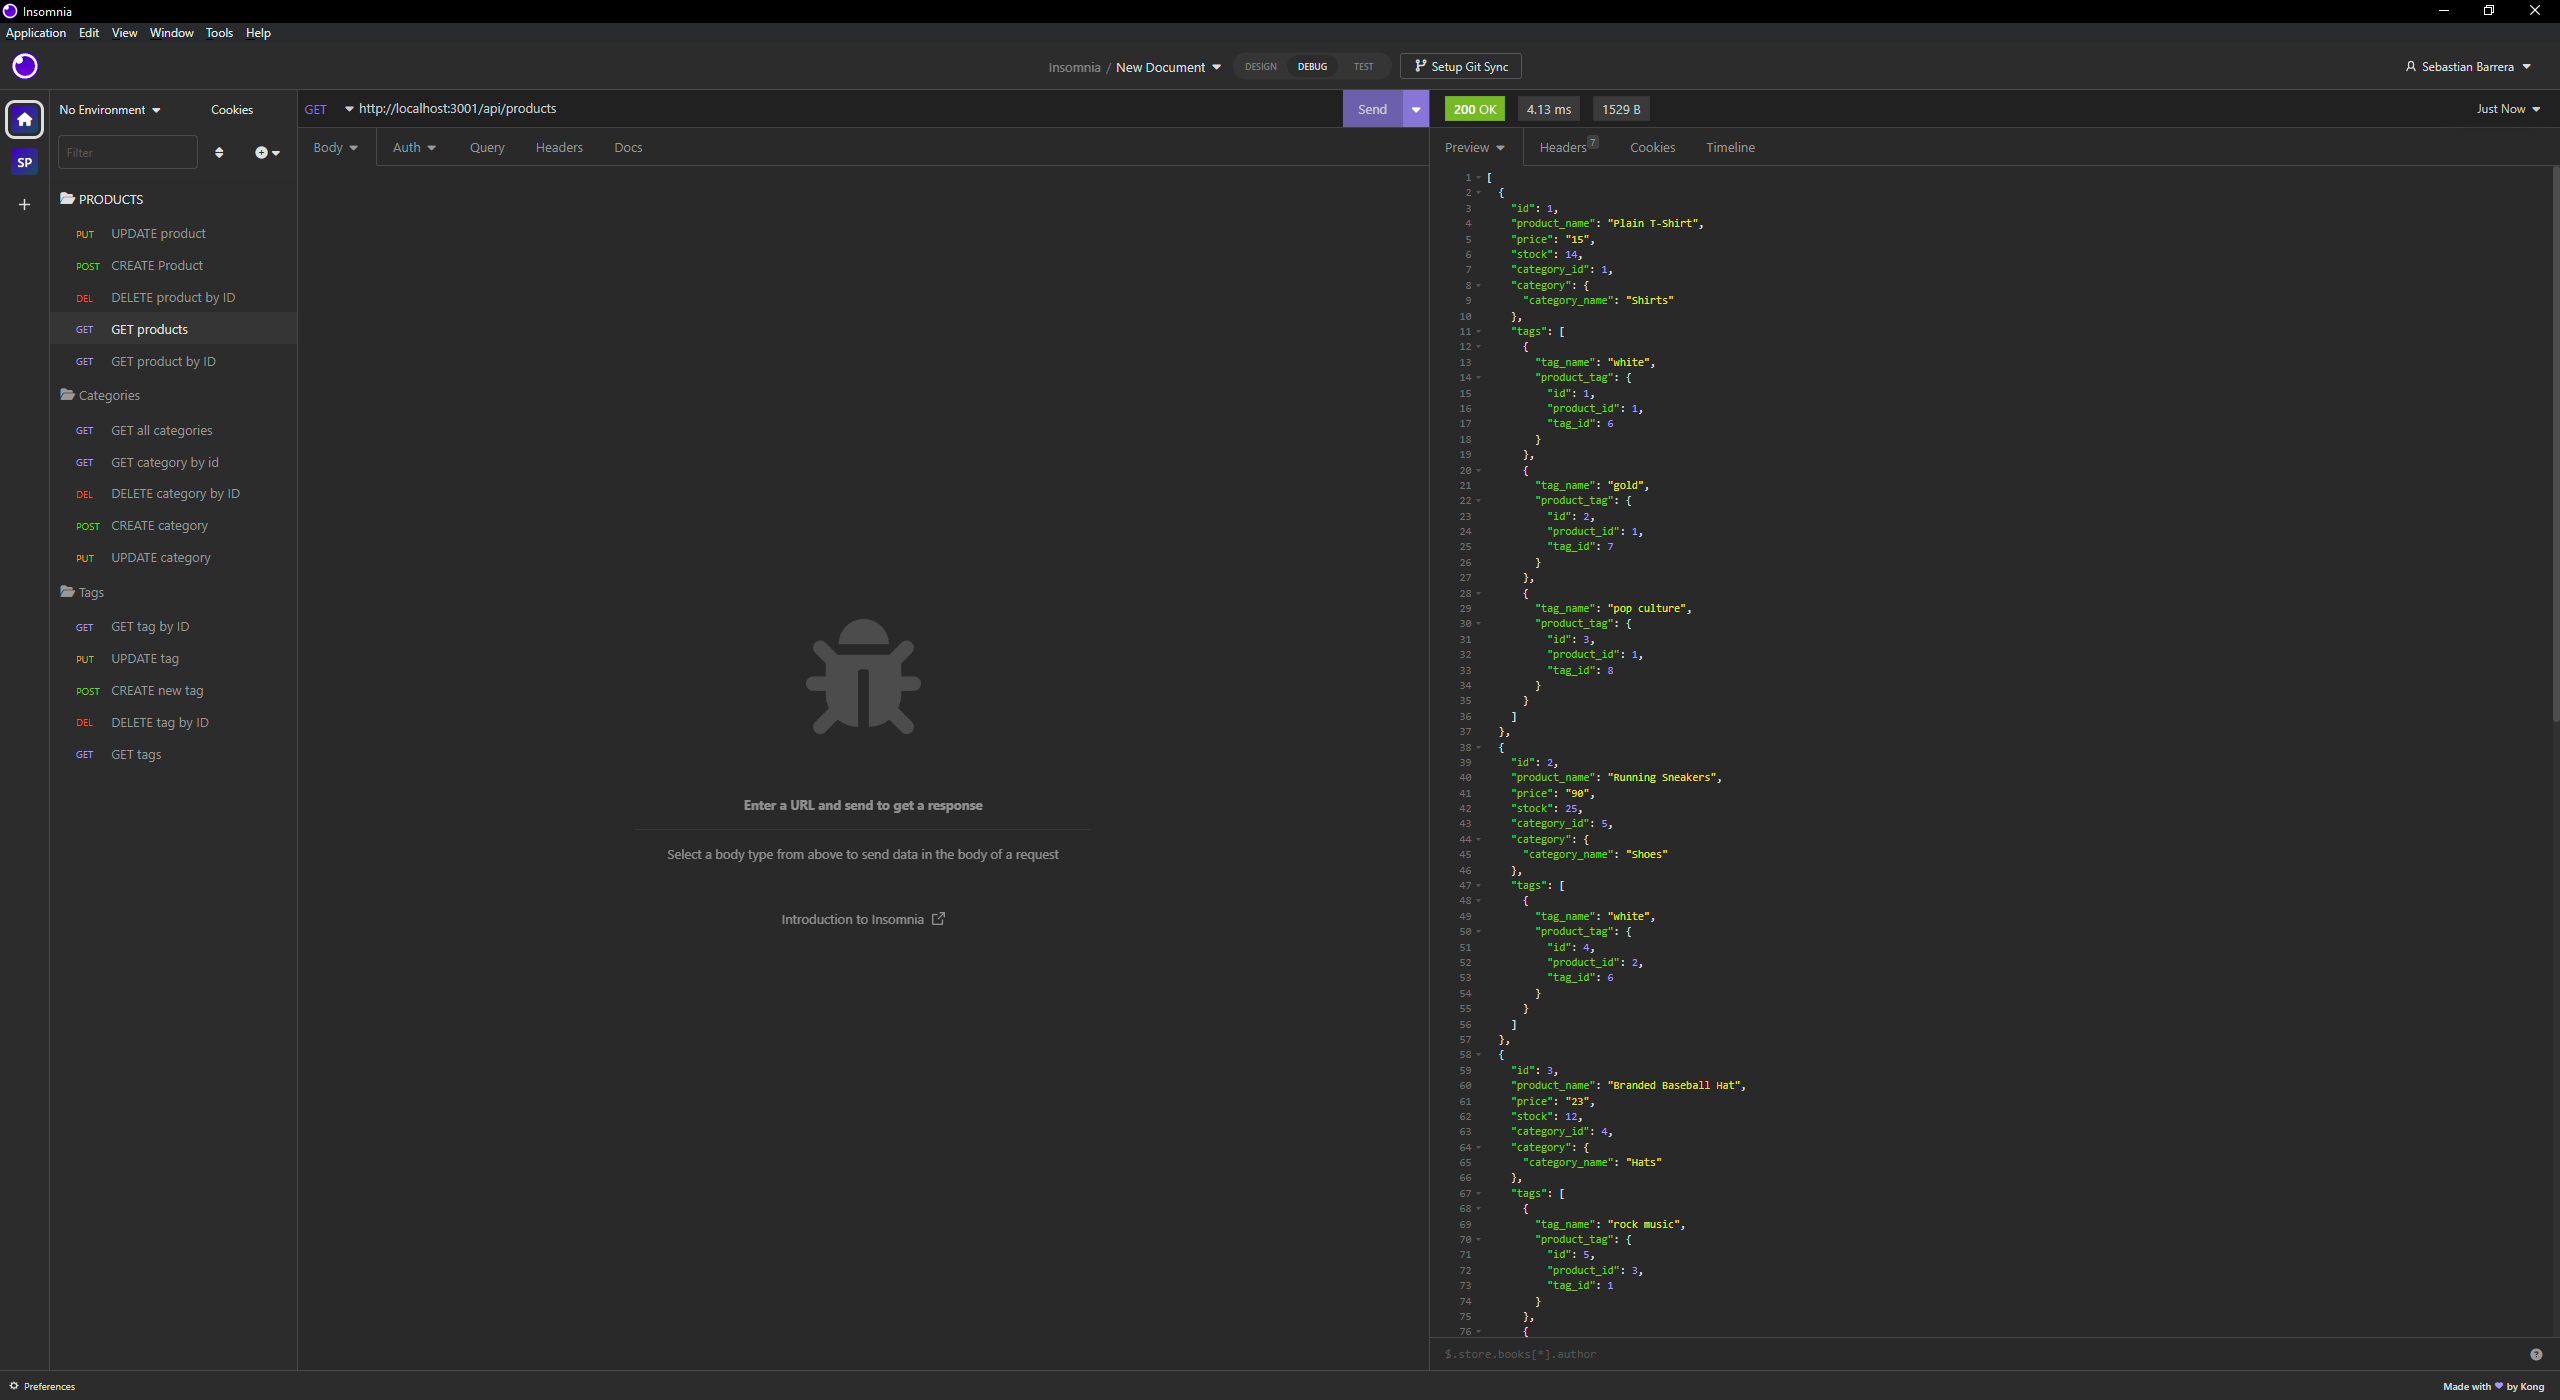 Insomnia
Application Edit View Window Tools Help
Insomnia / New Document DESIGN DEBUG TEST Setup Git Sync Sebastian Barrera
SP
No Environment Cookies
Filter
PRODUCTS
PUT UPDATE product
POST CREATE Product
DEL DELETE product by ID
GET GET products
GET GET product by ID
Categories
GET GET all categories
GET GET category by id
DEL DELETE category by ID
POST CREATE category
PUT UPDATE category
Tags
GET GET tag by ID
PUT UPDATE tag
POST CREATE new tag
DEL DELETE tag by ID
GET GET tags
GET http://localhost:3001/api/products Send
Body Auth Query Headers Docs
Enter a URL and send to get a response
Select a body type from above to send data in the body of a request
Introduction to Insomnia
200 OK 4.13 ms 1529 B Just Now
Preview Headers 7 Cookies Timeline
1 [
2 {
3 "id": 1,
4 "product_name": "Plain T-Shirt",
5 "price": "15",
6 "stock": 14,
7 "category_id": 1,
8 "category": {
9 "category_name": "Shirts"
10 },
11 "tags": [
12 {
13 "tag_name": "white",
14 "product_tag": {
15 "id": 1,
16 "product_id": 1,
17 "tag_id": 6
18 }
19 },
20 {
21 "tag_name": "gold",
22 "product_tag": {
23 "id": 2,
24 "product_id": 1,
25 "tag_id": 7
26 }
27 },
28 {
29 "tag_name": "pop culture",
30 "product_tag": {
31 "id": 3,
32 "product_id": 1,
33 "tag_id": 8
34 }
35 }
36 ]
37 },
38 {
39 "id": 2,
40 "product_name": "Running Sneakers",
41 "price": "90",
42 "stock": 25,
43 "category_id": 5,
44 "category": {
45 "category_name": "Shoes"
46 },
47 "tags": [
48 {
49 "tag_name": "white",
50 "product_tag": {
51 "id": 4,
52 "product_id": 2,
53 "tag_id": 6
54 }
55 }
56 ]
57 },
58 {
59 "id": 3,
60 "product_name": "Branded Baseball Hat",
61 "price": "23",
62 "stock": 12,
63 "category_id": 4,
64 "category": {
65 "category_name": "Hats"
66 },
67 "tags": [
68 {
69 "tag_name": "rock music",
70 "product_tag": {
71 "id": 5,
72 "product_id": 3,
73 "tag_id": 1
74 }
75 },
76 {
$.store.books[*].author
Preferences
Made with by Kong